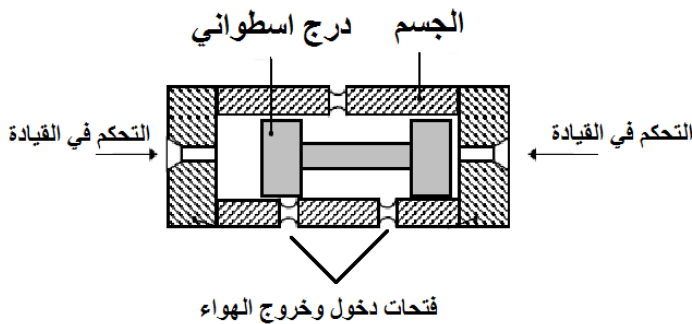 الجسم
درج اسطواني
التحكم في القيادة
التحكم في القيادة
فتحات دخول وخروج الهواء